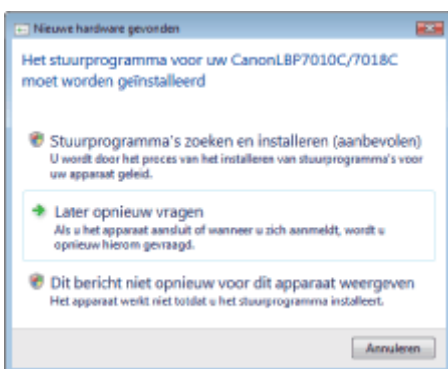 Nieuwe hardware gevonden
Het stuurprogramma voor uw CanonLBP7010C/7018C
moet worden geïnstalleerd
Stuurprogramma's zoeken en installeren (aanbevolen)
U wordt door het proces van het installeren van stuurprogramma's voor
uw apparaat geleid.
Later opnieuw vragen
Als u het apparaat aansluit of wanneer u zich aanmeldt, wordt u
opnieuw hierom gevraagd.
Dit bericht niet opnieuw voor dit apparaat weergeven
Het apparaat werkt niet totdat u het stuurprogramma installeert.
Annuleren